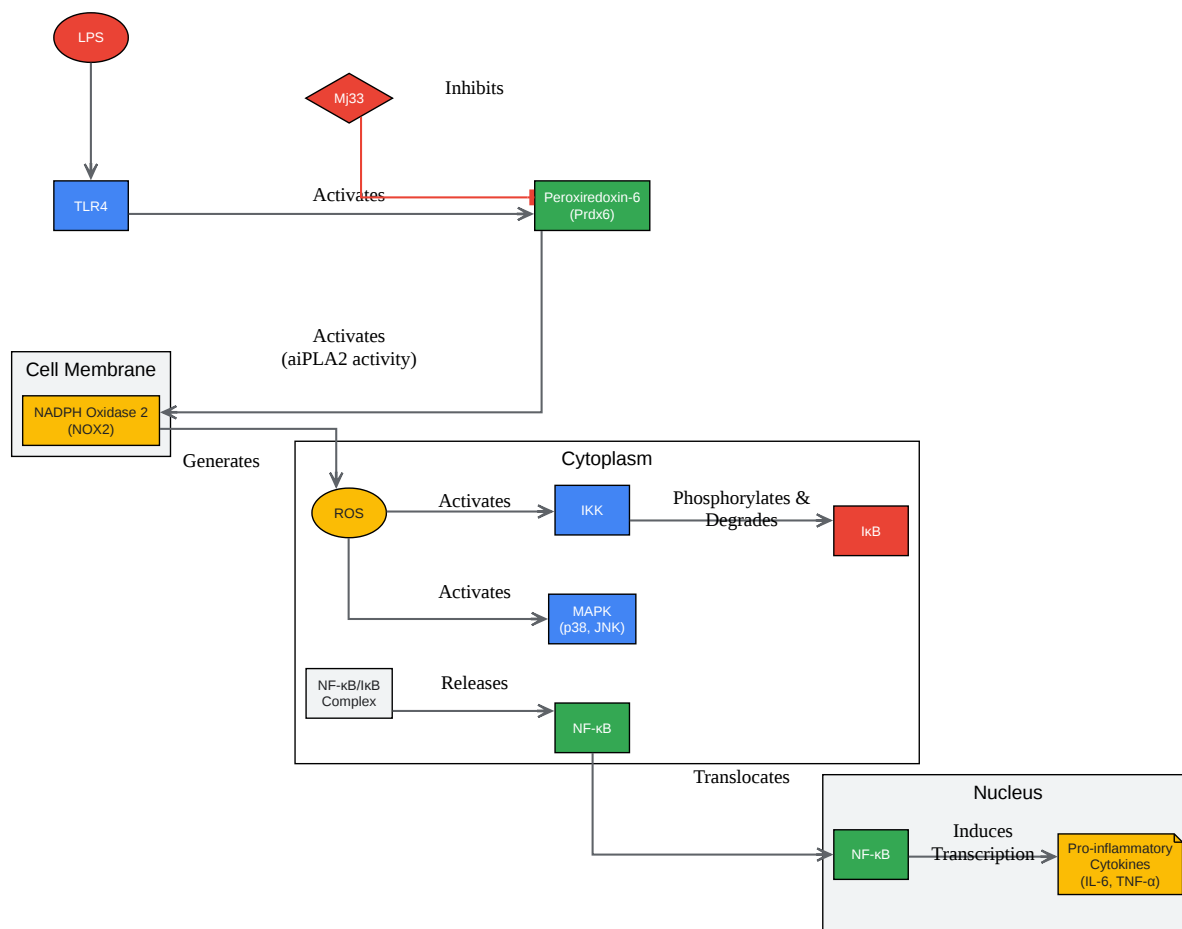 LPS
Mj33
Inhibits
Activates
TLR4
Peroxiredoxin-6
(Prdx6)
Activates
(aiPLA2 activity)
Cell Membrane
NADPH Oxidase 2
(NOX2)
Generates
Cytoplasm
ROS
Activates
IKK
Phosphorylates &
Degrades
IκB
Activates
MAPK
(p38, JNK)
NF-κB/IκB
Complex
Releases
NF-κB
Translocates
Nucleus
NF-κB
Induces
Transcription
Pro-inflammatory
Cytokines
(IL-6, TNF-α)